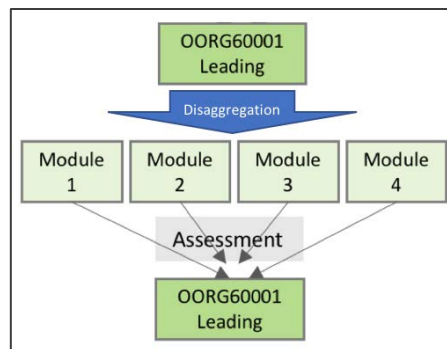 OORG60001
Leading
Disaggregation
Module
1
Module
2
Module
3
Module
4
Assessment
OORG60001
Leading